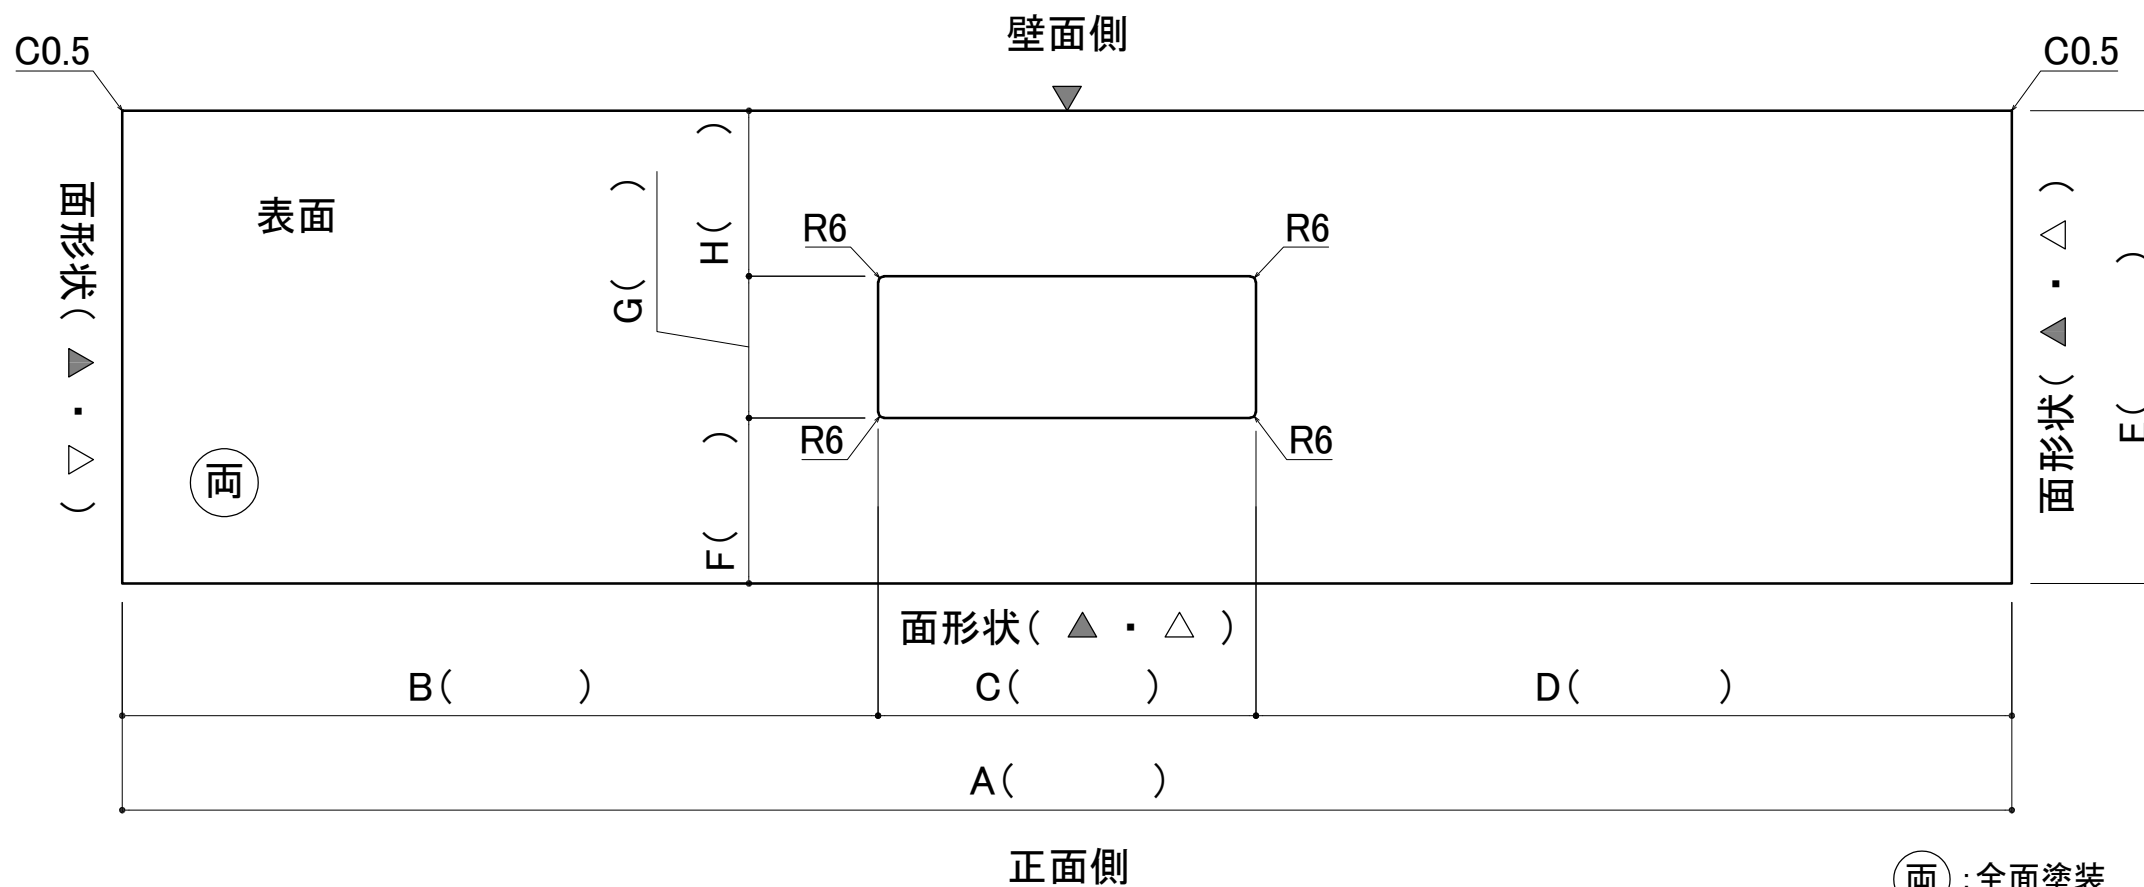 壁面側
C0.5
C0.5
表面
面形状( ▲ ・ △ )
両
H( )
G( )
F( )
R6
R6
R6
R6
面形状( ▲ ・ △ )
E( )
面形状( ▲ ・ △ )
B( )
C( )
D( )
A( )
正面側
両 :全面塗装